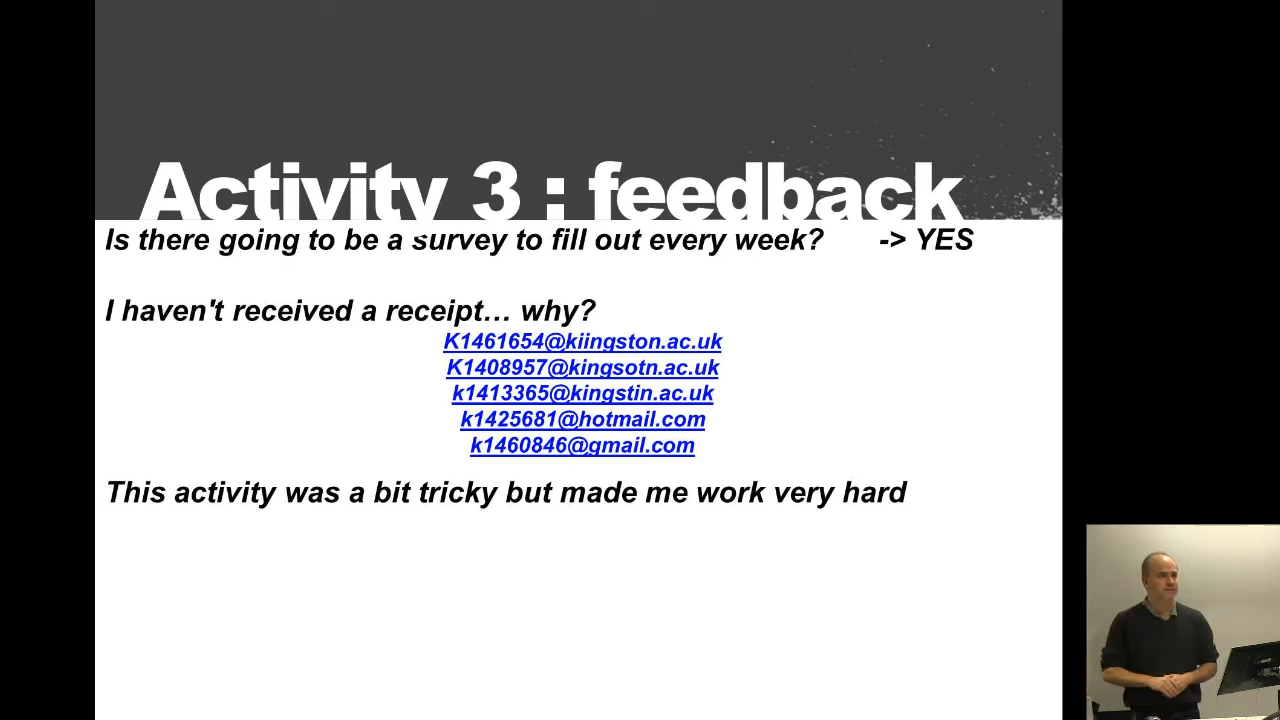 Activity 3 : feedback
Is there going to be a survey to fill out every week? -> YES
I haven't received a receipt… why?
K1461654@kiingston.ac.uk
K1408957@kingsotn.ac.uk
k1413365@kingstin.ac.uk
k1425681@hotmail.com
k1460846@gmail.com
This activity was a bit tricky but made me work very hard